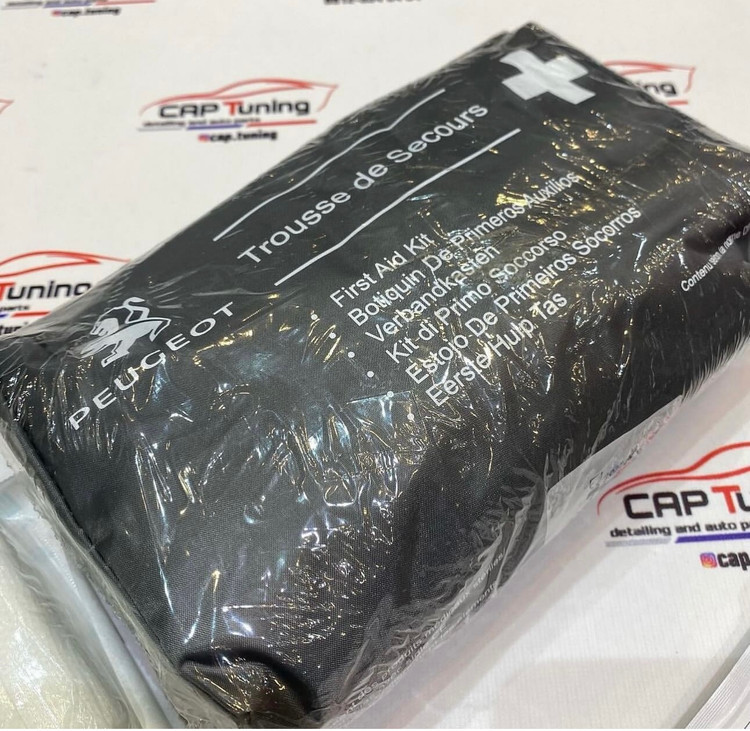 CAP Tuning
detailing and auto parts
cap.tuning
Trousse de Secours
First Aid Kit
Botiquin De Primeros Auxilios
Verbandkasten
Kit di Primo Soccorso
Estojo De Primeiros Socorros
Eerste Hulp Tas
PEUGEOT
Tuning
parts
CAP
detailing and auto
cap